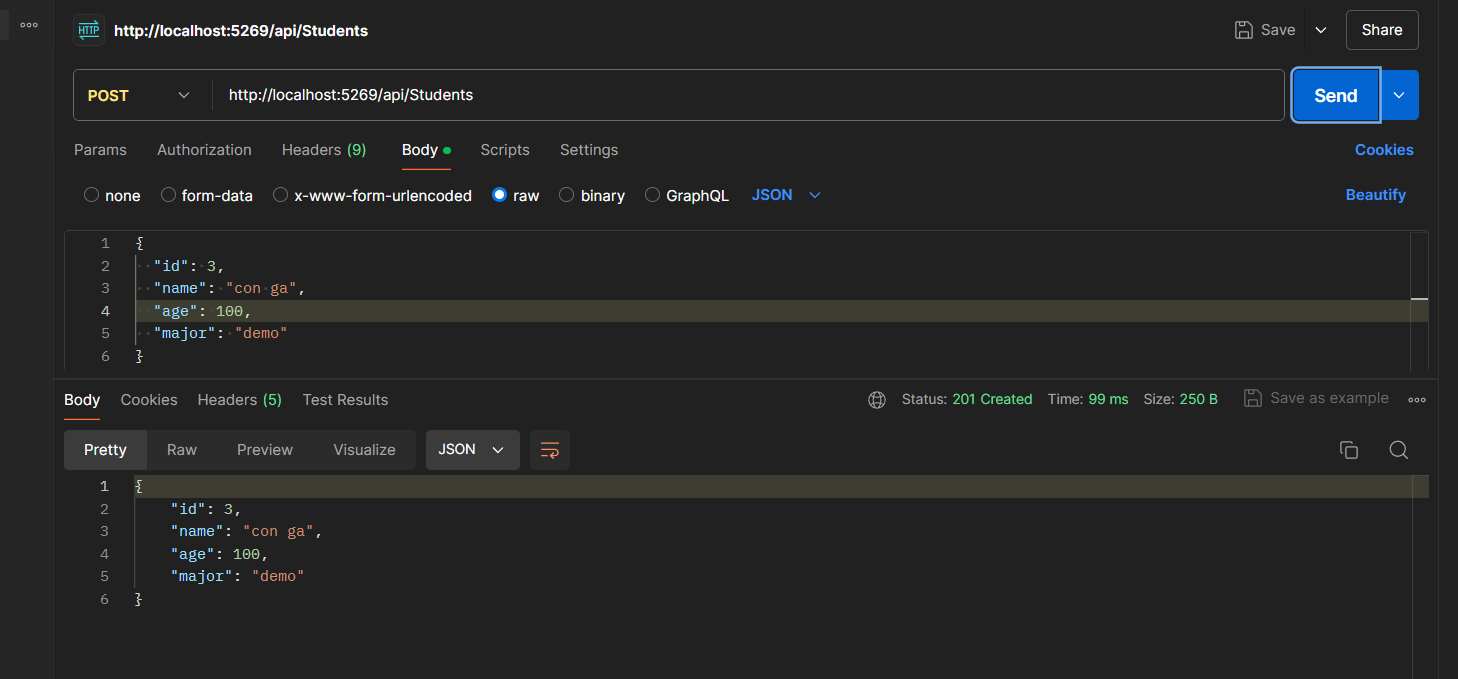 HTTP http://localhost:5269/api/Students Save Share
POST http://localhost:5269/api/Students Send
Params Authorization Headers (9) Body Scripts Settings Cookies
none form-data x-www-form-urlencoded raw binary GraphQL JSON Beautify
1 {
2 "id": 3,
3 "name": "con ga",
4 "age": 100,
5 "major": "demo"
6 }
Body Cookies Headers (5) Test Results Status: 201 Created Time: 99 ms Size: 250 B Save as example
Pretty Raw Preview Visualize JSON
1 {
2 "id": 3,
3 "name": "con ga",
4 "age": 100,
5 "major": "demo"
6 }